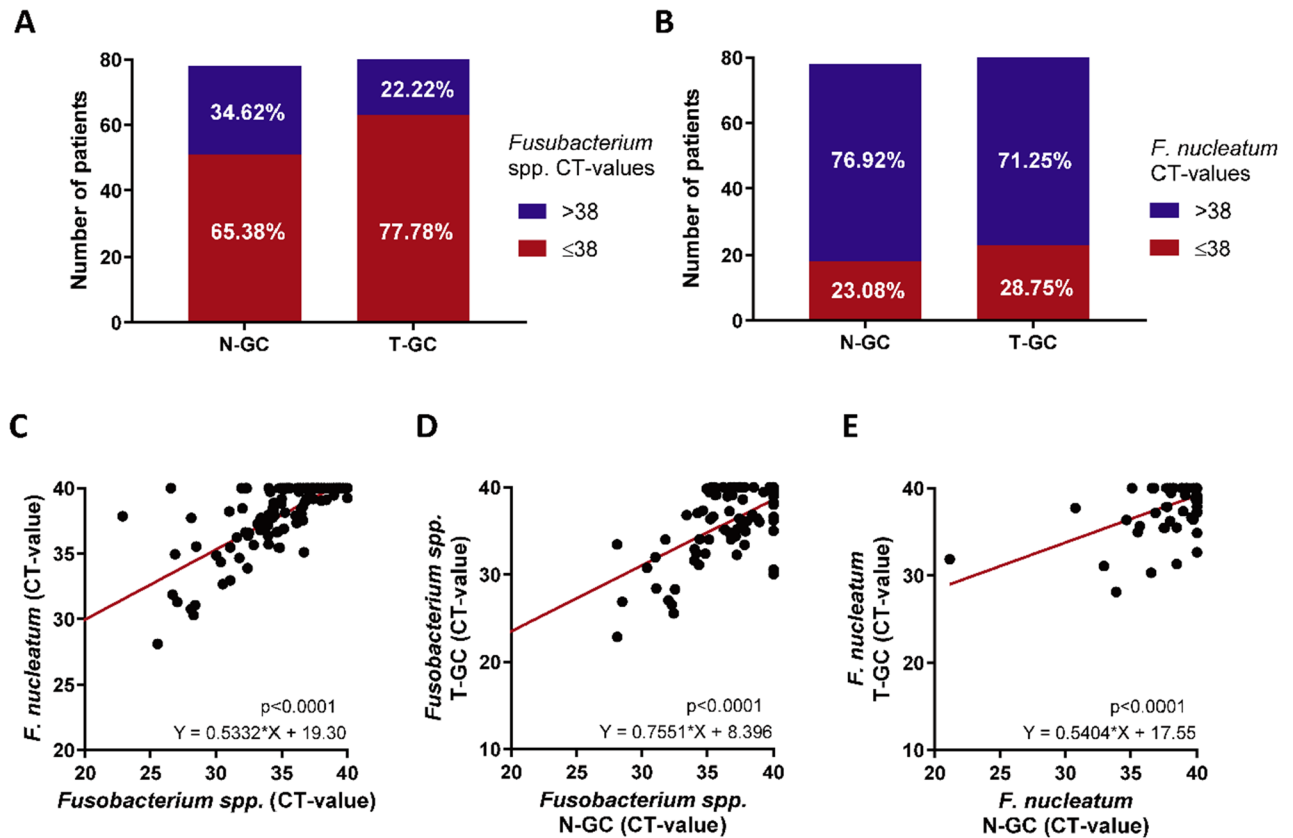 A
Number of patients
80
60
40
20
0
34.62%
65.38%
22.22%
77.78%
N-GC
T-GC
Fusubacterium
spp. CT-values
>38
≤38
B
Number of patients
80
60
40
20
0
76.92%
23.08%
71.25%
28.75%
N-GC
T-GC
F. nucleatum
CT-values
>38
≤38
C
F. nucleatum (CT-value)
40
35
30
25
20
p<0.0001
Y = 0.5332*X + 19.30
20
25
30
35
40
Fusobacterium spp. (CT-value)
D
Fusobacterium spp.
T-GC (CT-value)
40
30
20
10
p<0.0001
Y = 0.7551*X + 8.396
20
25
30
35
40
Fusobacterium spp.
N-GC (CT-value)
E
F. nucleatum
T-GC (CT-value)
40
30
20
10
p<0.0001
Y = 0.5404*X + 17.55
20
25
30
35
40
F. nucleatum
N-GC (CT-value)